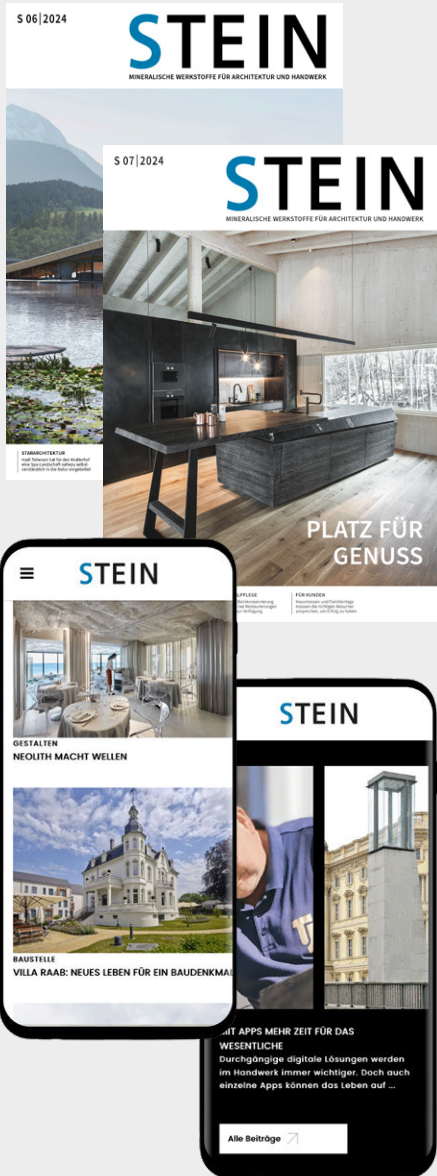 S 06|2024
STEIN
MINERALISCHE WERKSTOFFE FÜR ARCHITEKTUR UND HANDWERK
STARARCHITEKTUR
S 07|2024
STEIN
MINERALISCHE WERKSTOFFE FÜR ARCHITEKTUR UND HANDWERK
PLATZ FÜR
GENUSS
FÜR KUNDEN
STEIN
GESTALTEN
NEOLITH MACHT WELLEN
BAUSTELLE
VILLA RAAB: NEUES LEBEN FÜR EIN BAUDENKMAL
STEIN
MIT APPS MEHR ZEIT FÜR DAS
WESENTLICHE
Durchgängige digitale Lösungen werden
im Handwerk immer wichtiger. Doch auch
einzelne Apps können das Leben auf ...
Alle Beiträge